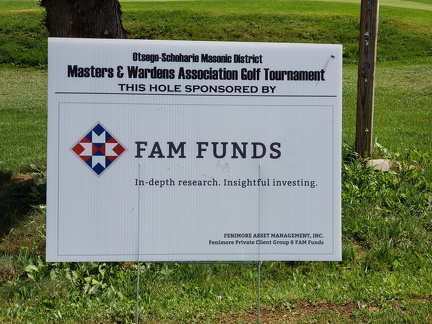 Otsego-Schoharie Masonic District
Masters & Wardens Association Golf Tournament
THIS HOLE SPONSORED BY
FAM FUNDS
In-depth research. Insightful investing.
FENIMORE ASSET MANAGEMENT, INC.
Fenimore Private Client Group & FAM Funds